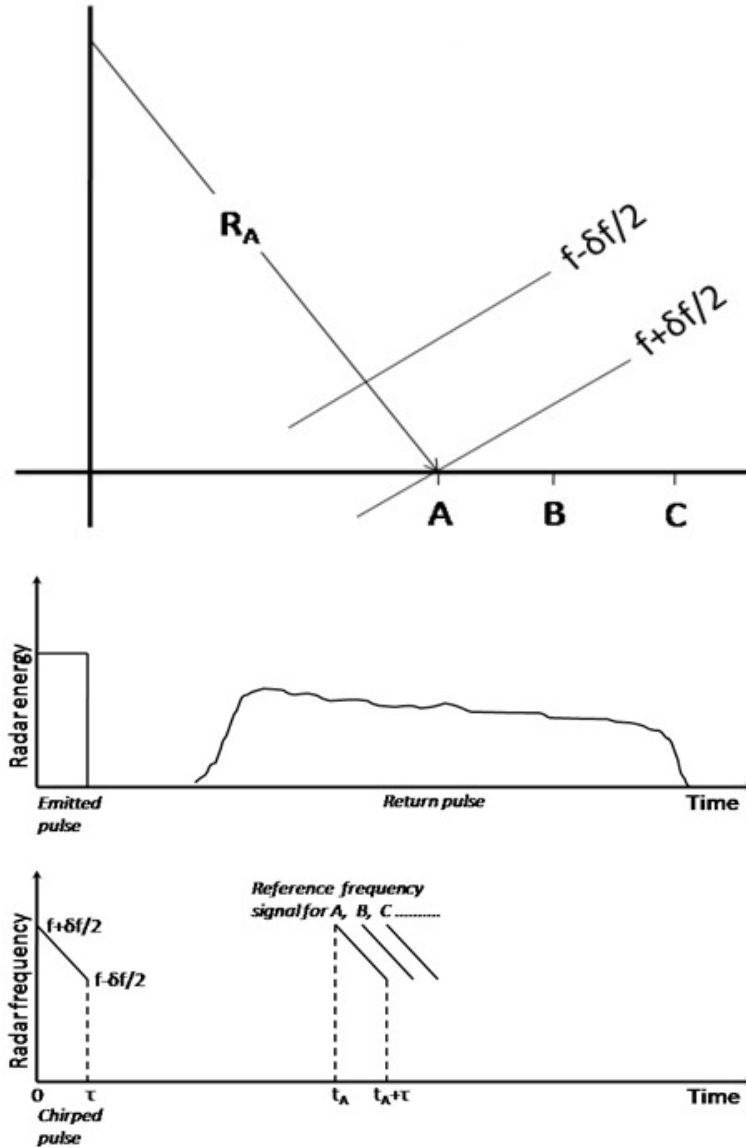 R_A
f-δf/2
f+δf/2
A B C
Radar energy
Emitted
pulse
Return pulse
Time
Radar frequency
f+δf/2
f-δf/2
Reference frequency
signal for A, B, C ..........
0 τ t_A t_A+τ
Time
Chirped
pulse